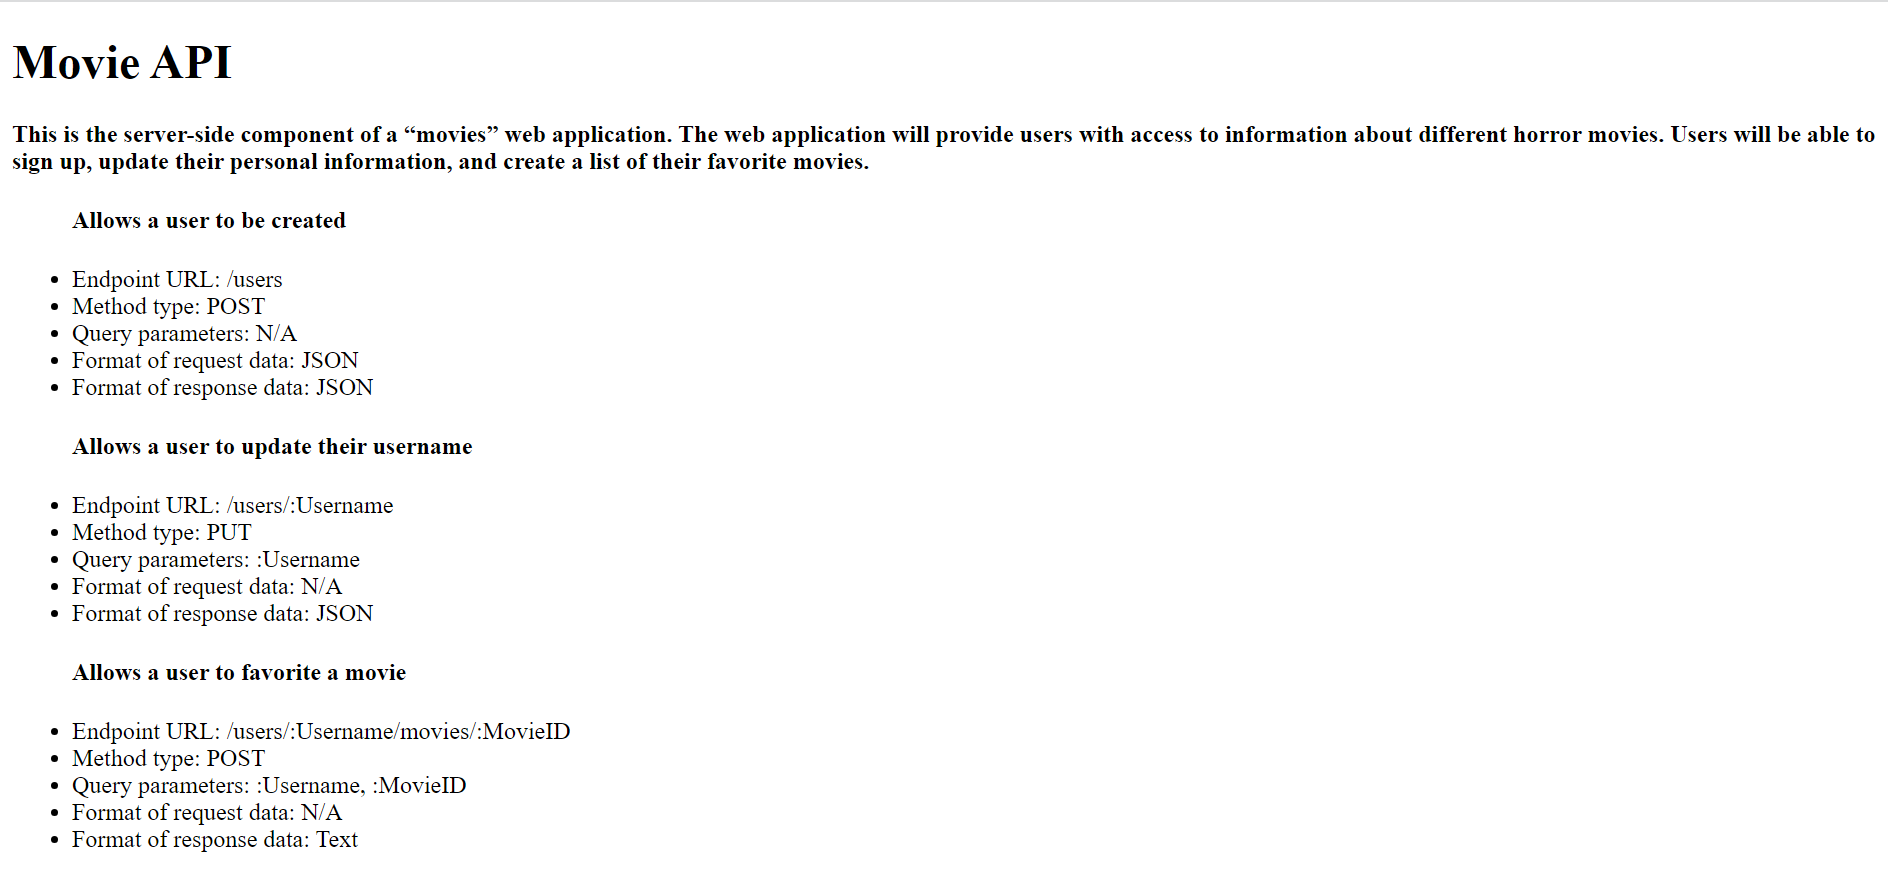 Movie API
This is the server-side component of a “movies” web application. The web application will provide users with access to information about different horror movies. Users will be able to
sign up, update their personal information, and create a list of their favorite movies.
Allows a user to be created
• Endpoint URL: /users
• Method type: POST
• Query parameters: N/A
• Format of request data: JSON
• Format of response data: JSON
Allows a user to update their username
• Endpoint URL: /users/:Username
• Method type: PUT
• Query parameters: :Username
• Format of request data: N/A
• Format of response data: JSON
Allows a user to favorite a movie
• Endpoint URL: /users/:Username/movies/:MovieID
• Method type: POST
• Query parameters: :Username, :MovieID
• Format of request data: N/A
• Format of response data: Text